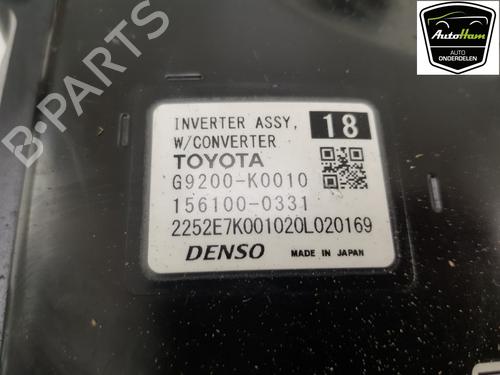 AutoHam
AUTO
ONDERDELEN
B-PARTS
INVERTER ASSY, 18
W/CONVERTER
TOYOTA
G9200-K0010
156100-0331
2252E7K001020L020169
DENSO MADE IN JAPAN